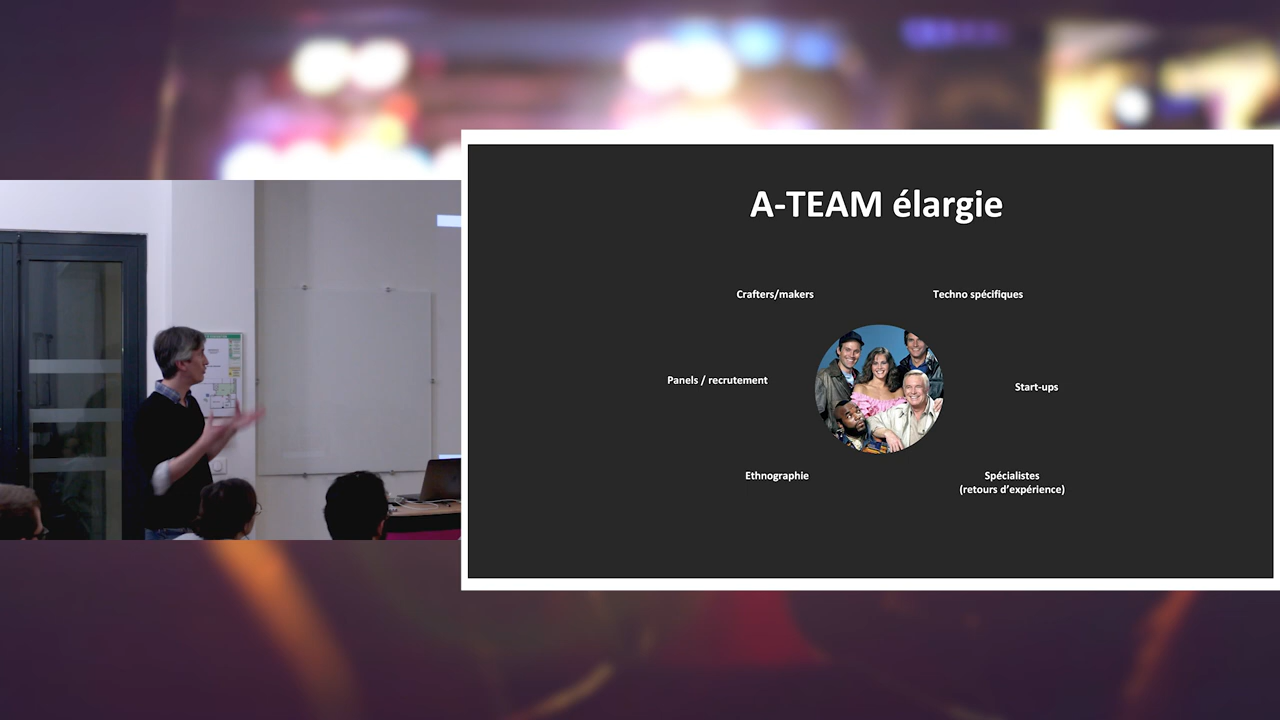 A-TEAM élargie
Crafters/makers
Techno spécifiques
Panels / recrutement
Start-ups
Ethnographie
Spécialistes
(retours d’expérience)